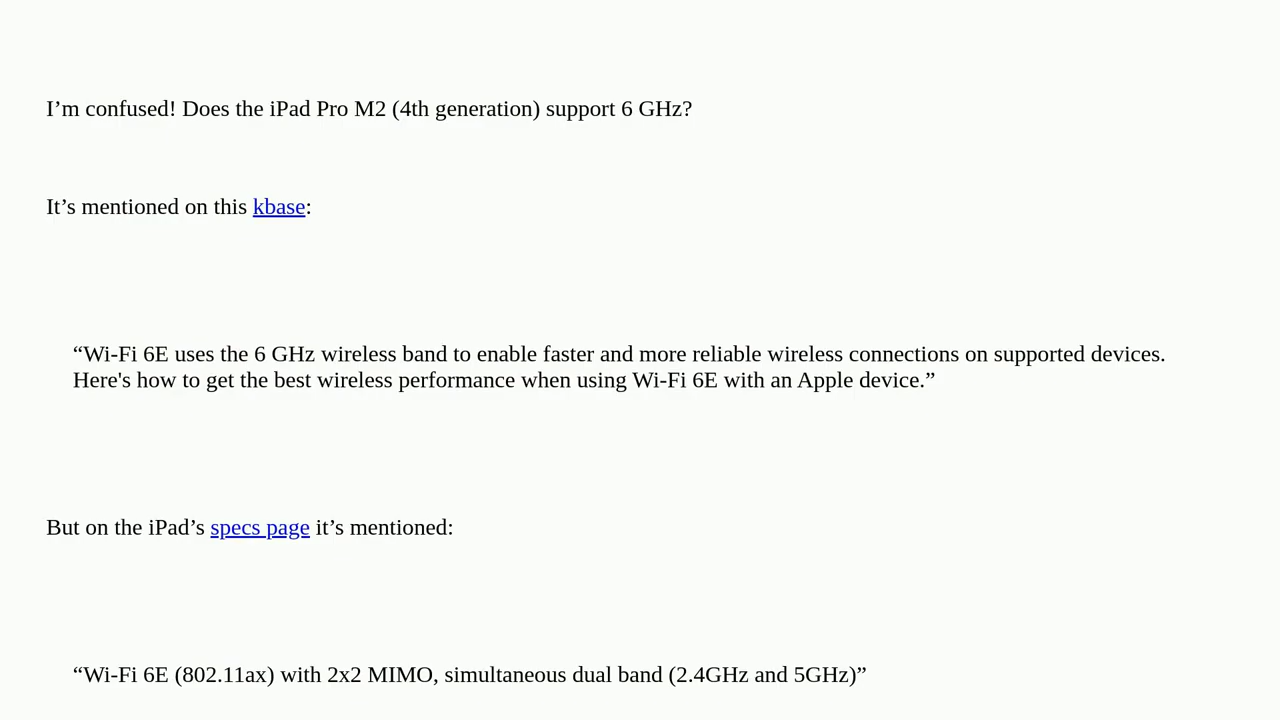 I’m confused! Does the iPad Pro M2 (4th generation) support 6 GHz?
It’s mentioned on this kbase:
“Wi-Fi 6E uses the 6 GHz wireless band to enable faster and more reliable wireless connections on supported devices.
Here's how to get the best wireless performance when using Wi-Fi 6E with an Apple device.”
But on the iPad’s specs page it’s mentioned:
“Wi-Fi 6E (802.11ax) with 2x2 MIMO, simultaneous dual band (2.4GHz and 5GHz)”